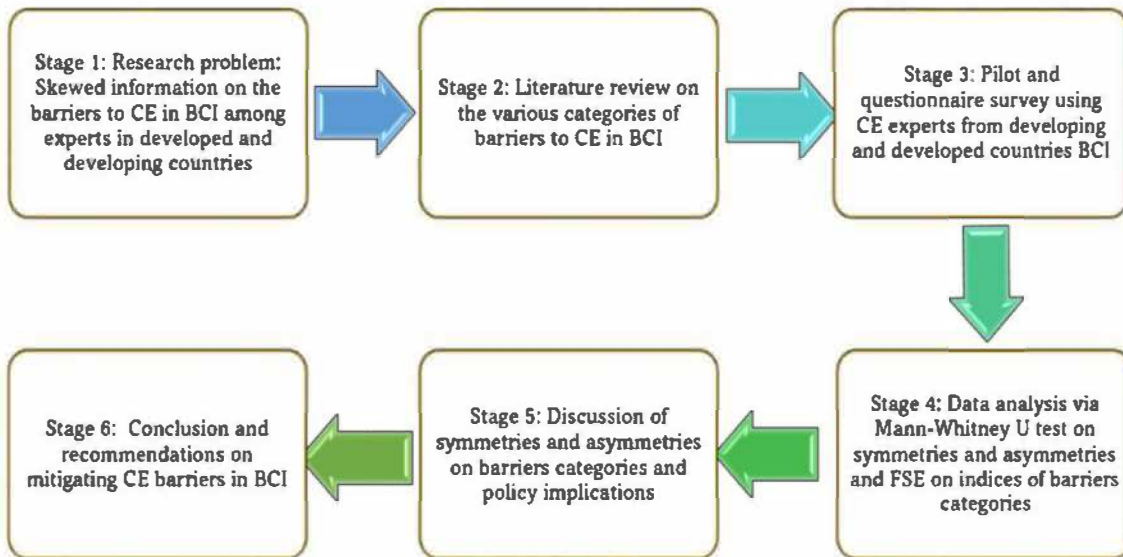 Stage 1: Research problem:
Skewed information on the
barriers to CE in BCI among
experts in developed and
developing countries
Stage 2: Literature review on
the various categories of
barriers to CE in BCI
Stage 3: Pilot and
questionnaire survey using
CE experts from developing
and developed countries BCI
Stage 4: Data analysis via
Mann-Whitney U test on
symmetries and asymmetries
and FSE on indices of barriers
categories
Stage 5: Discussion of
symmetries and asymmetries
on barriers categories and
policy implications
Stage 6: Conclusion and
recommendations on
mitigating CE barriers in BCI